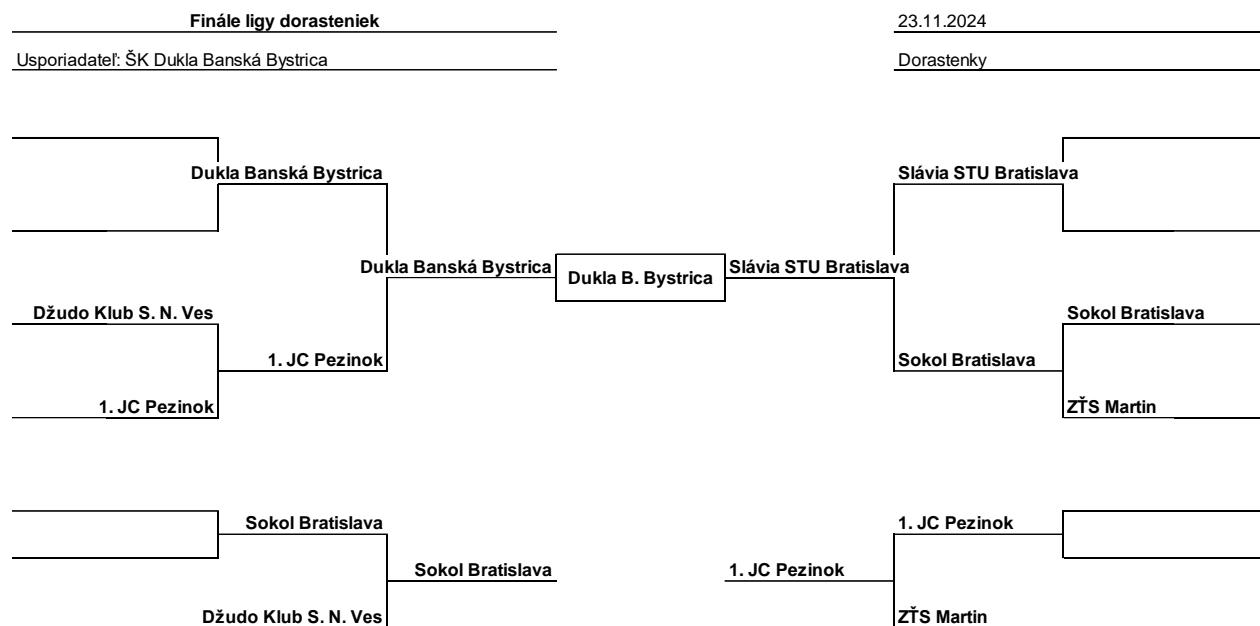 Finále ligy dorasteniek
23.11.2024
Usporiadateľ: ŠK Dukla Banská Bystrica
Dorastenky
Dukla Banská Bystrica
Slávia STU Bratislava
Dukla Banská Bystrica
Dukla B. Bystrica
Slávia STU Bratislava
Džudo Klub S. N. Ves
Sokol Bratislava
1. JC Pezinok
Sokol Bratislava
1. JC Pezinok
ZŤS Martin
Sokol Bratislava
1. JC Pezinok
Sokol Bratislava
1. JC Pezinok
Džudo Klub S. N. Ves
ZŤS Martin